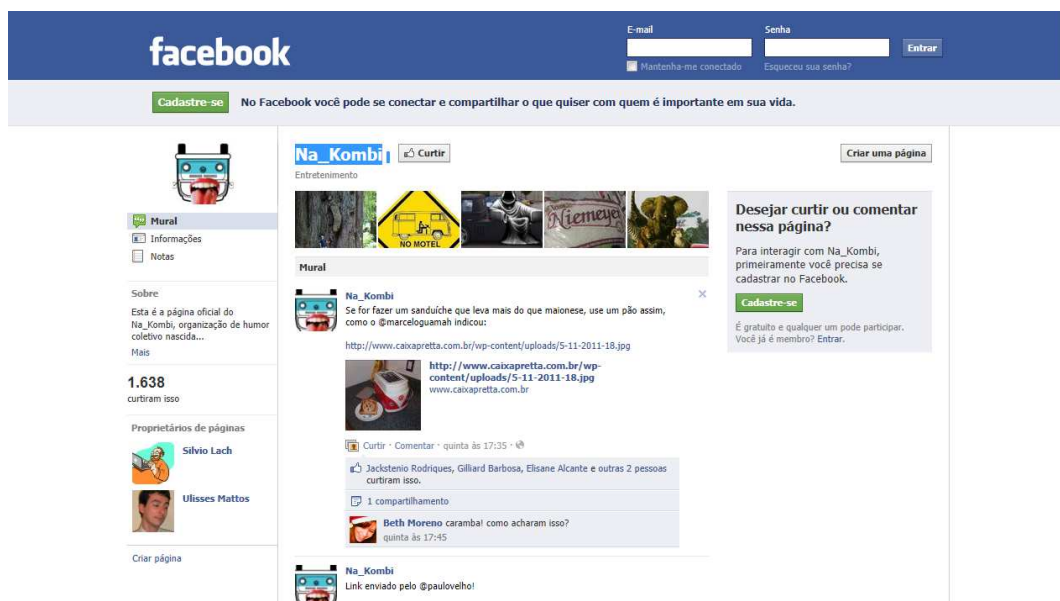 facebook
E-mail
Senha
Entrar
Mantenha-me conectado
Esqueceu sua senha?
Cadastre-se
No Facebook você pode se conectar e compartilhar o que quiser com quem é importante em sua vida.
Mural
Informações
Notas
Sobre
Esta é a página oficial do
Na_Kombi, organização de humor
coletivo nascida...
Mais
1.638
curtiram isso
Proprietários de páginas
Silvio Lach
Ulisses Mattos
Criar página
Na_Kombi
Curtir
Entretenimento
NO MOTEL
Niemeye
Mural
Na_Kombi
Se for fazer um sanduíche que leva mais do que maionese, use um pão assim,
como o @marceloguamah indicou:
http://www.caixapretta.com.br/wp-content/uploads/5-11-2011-18.jpg
http://www.caixapretta.com.br/wp-
content/uploads/5-11-2011-18.jpg
www.caixapretta.com.br
Curtir · Comentar · quinta às 17:35 ·
Jackstenio Rodriques, Gilliard Barbosa, Elisane Alcante e outras 2 pessoas
curtiram isso.
1 compartilhamento
Beth Moreno caramba! como acharam isso?
quinta às 17:45
Na_Kombi
Link enviado pelo @paulovelho!
Criar uma página
Desejar curtir ou comentar
nessa página?
Para interagir com Na_Kombi,
primeiramente você precisa se
cadastrar no Facebook.
Cadastre-se
É gratuito e qualquer um pode participar.
Você já é membro? Entrar.